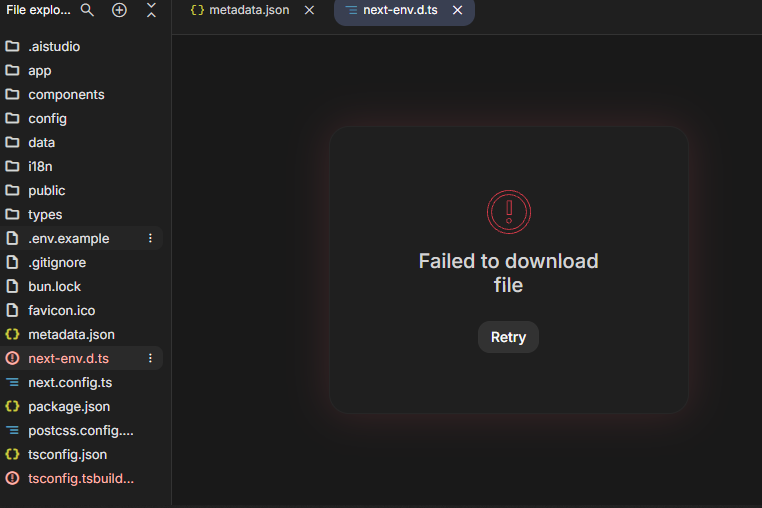 File explo...
metadata.json
next-env.d.ts
.aistudio
app
components
config
data
i18n
public
types
.env.example
.gitignore
bun.lock
favicon.ico
metadata.json
next-env.d.ts
next.config.ts
package.json
postcss.config....
tsconfig.json
tsconfig.tsbuild...
Failed to download
file
Retry